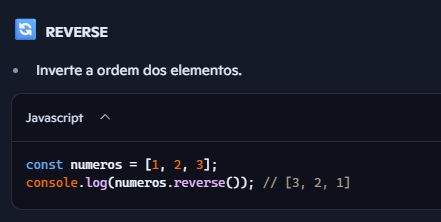 🔄 REVERSE
• Inverte a ordem dos elementos.
Javascript
const numeros = [1, 2, 3];
console.log(numeros.reverse()); // [3, 2, 1]